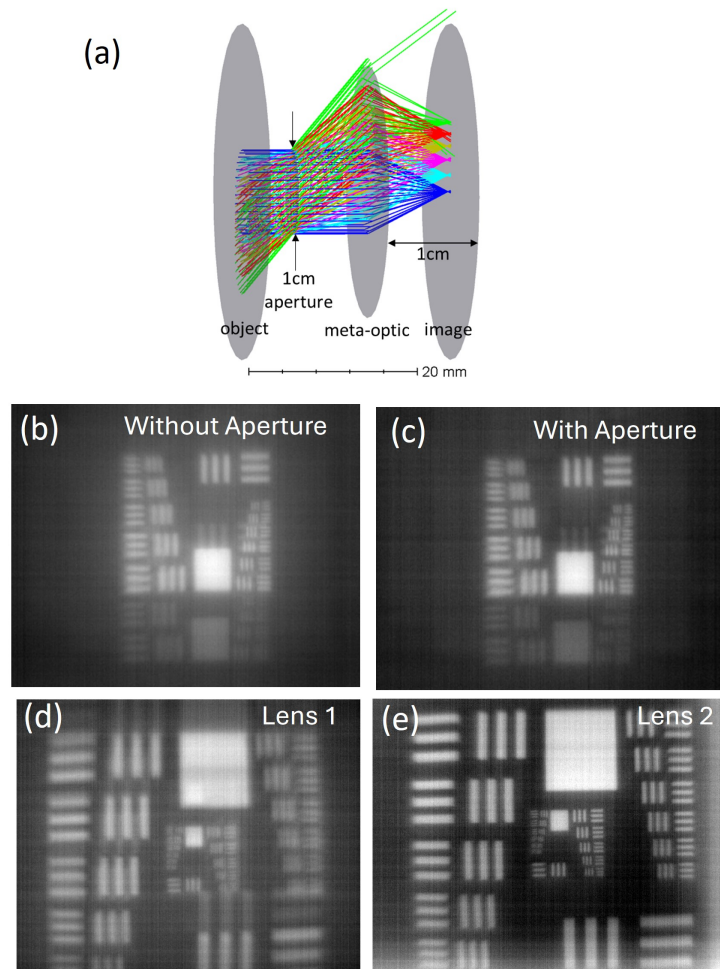 (a)
1cm
aperture
1cm
object
meta-optic
image
20 mm
(b)
Without Aperture
(c)
With Aperture
(d)
Lens 1
(e)
Lens 2